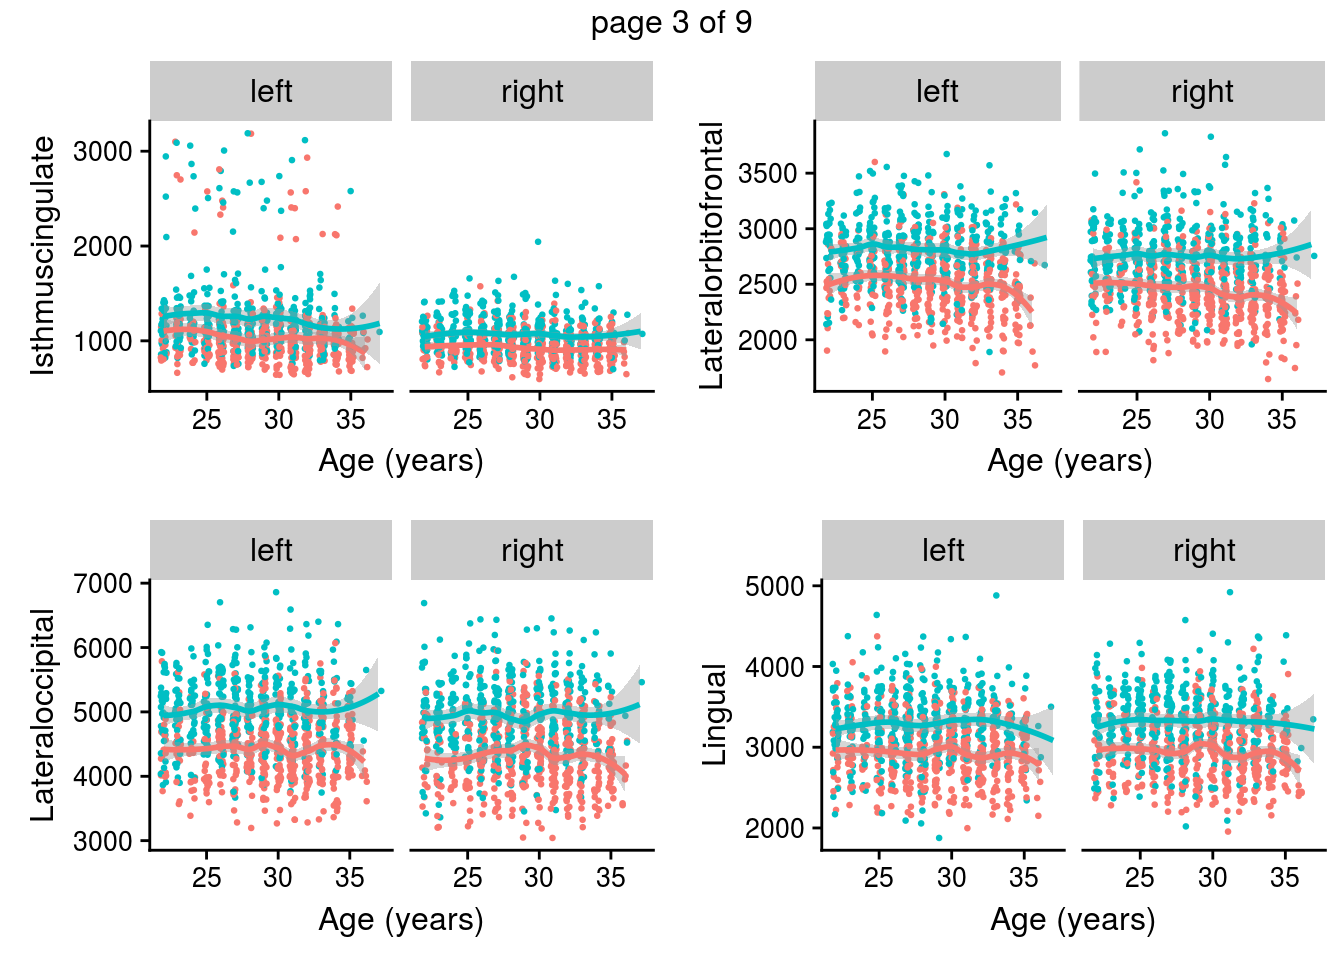 page 3 of 9
left right
Isthmuscingulate
3000
2000
1000
25 30 35 25 30 35
Age (years)
left right
Lateralorbitofrontal
3500
3000
2500
2000
25 30 35 25 30 35
Age (years)
left right
Lateraloccipital
7000
6000
5000
4000
3000
25 30 35 25 30 35
Age (years)
left right
Lingual
5000
4000
3000
2000
25 30 35 25 30 35
Age (years)